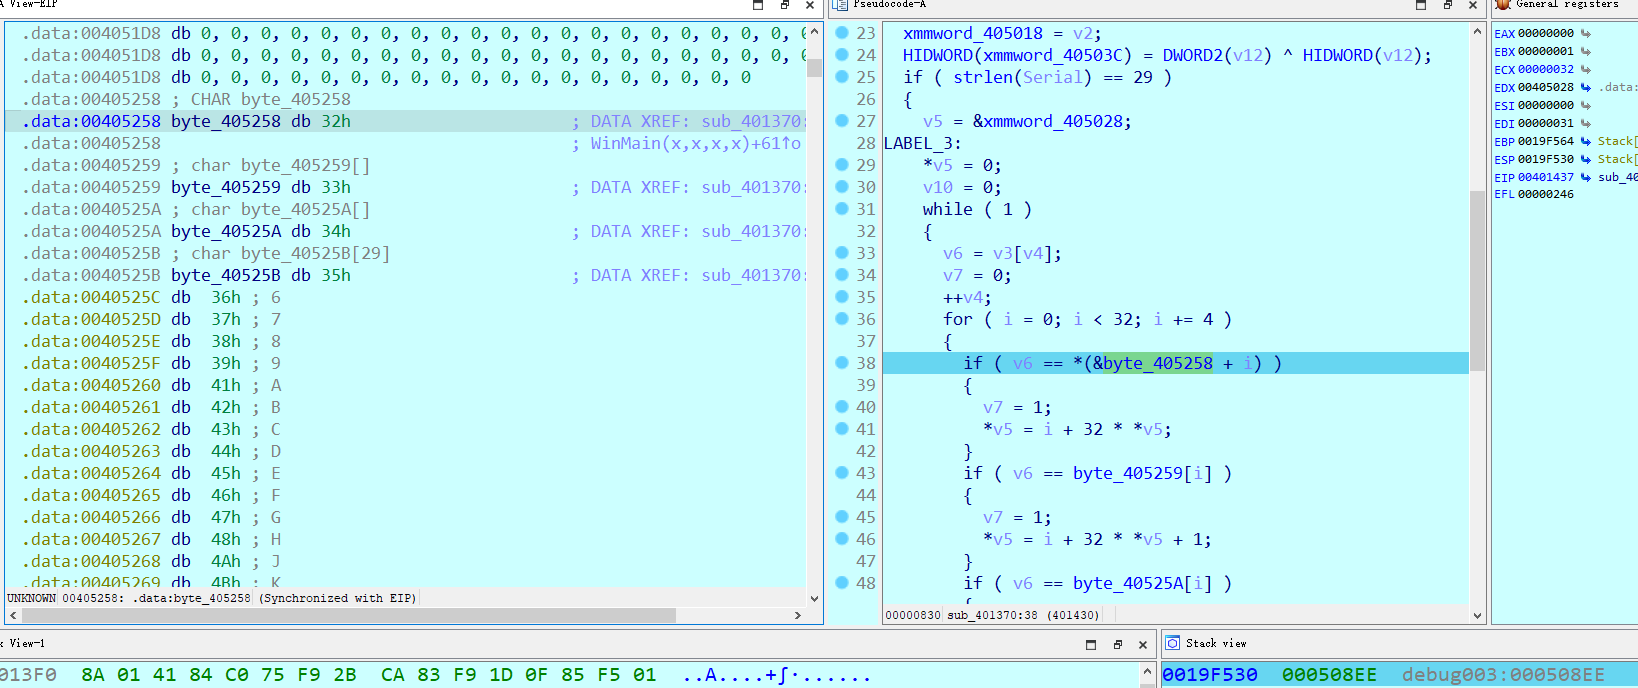 View-EIP
.data:004051D8 db 0, 0, 0, 0, 0, 0, 0, 0, 0, 0, 0, 0, 0, 0, 0, 0, 0, 0, 0, 0,
.data:004051D8 db 0, 0, 0, 0, 0, 0, 0, 0, 0, 0, 0, 0, 0, 0, 0, 0, 0, 0, 0, 0,
.data:004051D8 db 0, 0, 0, 0, 0, 0, 0, 0, 0, 0, 0, 0, 0, 0, 0, 0, 0, 0, 0
.data:00405258 ; CHAR byte_405258
.data:00405258 byte_405258 db 32h ; DATA XREF: sub_401370:
.data:00405258 ; WinMain(x,x,x,x)+61↑o
.data:00405259 ; char byte_405259[]
.data:00405259 byte_405259 db 33h ; DATA XREF: sub_401370:
.data:0040525A ; char byte_40525A[]
.data:0040525A byte_40525A db 34h ; DATA XREF: sub_401370:
.data:0040525B ; char byte_40525B[29]
.data:0040525B byte_40525B db 35h ; DATA XREF: sub_401370:
.data:0040525C db 36h ; 6
.data:0040525D db 37h ; 7
.data:0040525E db 38h ; 8
.data:0040525F db 39h ; 9
.data:00405260 db 41h ; A
.data:00405261 db 42h ; B
.data:00405262 db 43h ; C
.data:00405263 db 44h ; D
.data:00405264 db 45h ; E
.data:00405265 db 46h ; F
.data:00405266 db 47h ; G
.data:00405267 db 48h ; H
.data:00405268 db 4Ah ; J
.data:00405269 db 4Bh ; K
UNKNOWN 00405258: .data:byte_405258 (Synchronized with EIP)
Pseudocode-A
23 xmmword_405018 = v2;
24 HIDWORD(xmmword_40503C) = DWORD2(v12) ^ HIDWORD(v12);
25 if ( strlen(Serial) == 29 )
26 {
27 v5 = &xmmword_405028;
28 LABEL_3:
29 *v5 = 0;
30 v10 = 0;
31 while ( 1 )
32 {
33 v6 = v3[v4];
34 v7 = 0;
35 ++v4;
36 for ( i = 0; i < 32; i += 4 )
37 {
38 if ( v6 == *(&byte_405258 + i) )
39 {
40 v7 = 1;
41 *v5 = i + 32 * *v5;
42 }
43 if ( v6 == byte_405259[i] )
44 {
45 v7 = 1;
46 *v5 = i + 32 * *v5 + 1;
47 }
48 if ( v6 == byte_40525A[i] )
00000830 sub_401370:38 (401430)
General registers
EAX 00000000
EBX 00000001
ECX 00000032
EDX 00405028 .data:
ESI 00000000
EDI 00000031
EBP 0019F564 Stack[
ESP 0019F530 Stack[
EIP 00401437 sub_40
EFL 00000246
View-1
013F0 8A 01 41 84 C0 75 F9 2B CA 83 F9 1D 0F 85 F5 01 ..A....+∫·......
Stack view
0019F530 000508EE debug003:000508EE